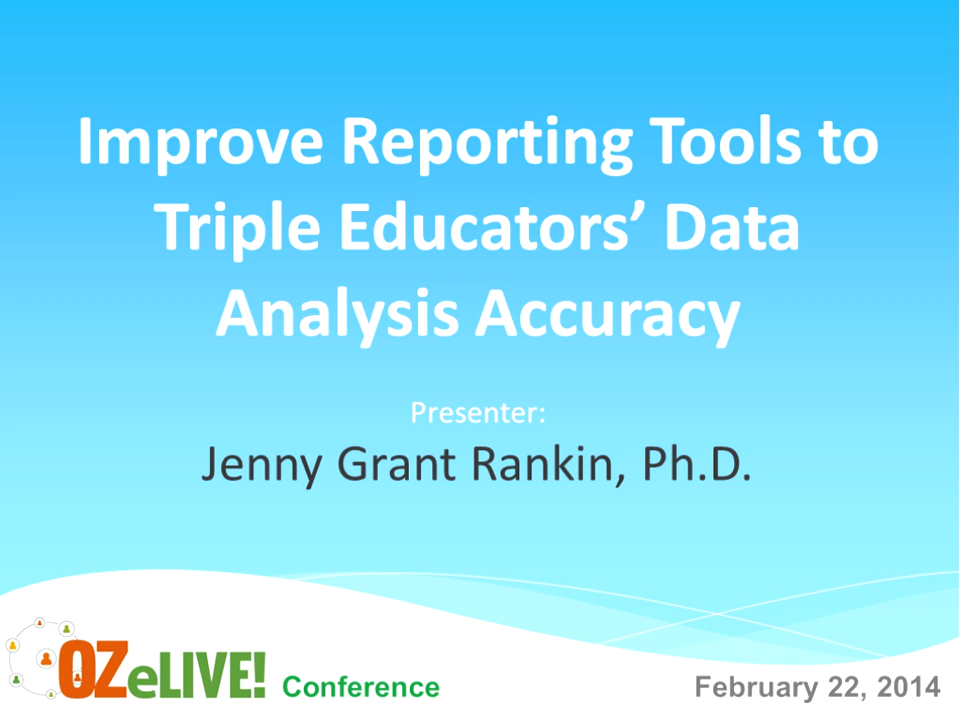 Improve Reporting Tools to
Triple Educators’ Data
Analysis Accuracy
Presenter:
Jenny Grant Rankin, Ph.D.
OZeLIVE! Conference
February 22, 2014